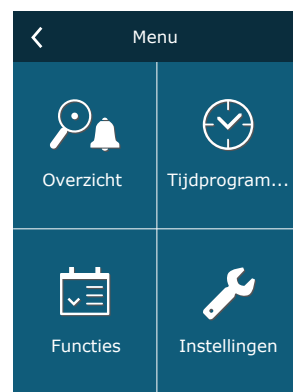 Menu
Overzicht
Tijdprogram...
Functies
Instellingen